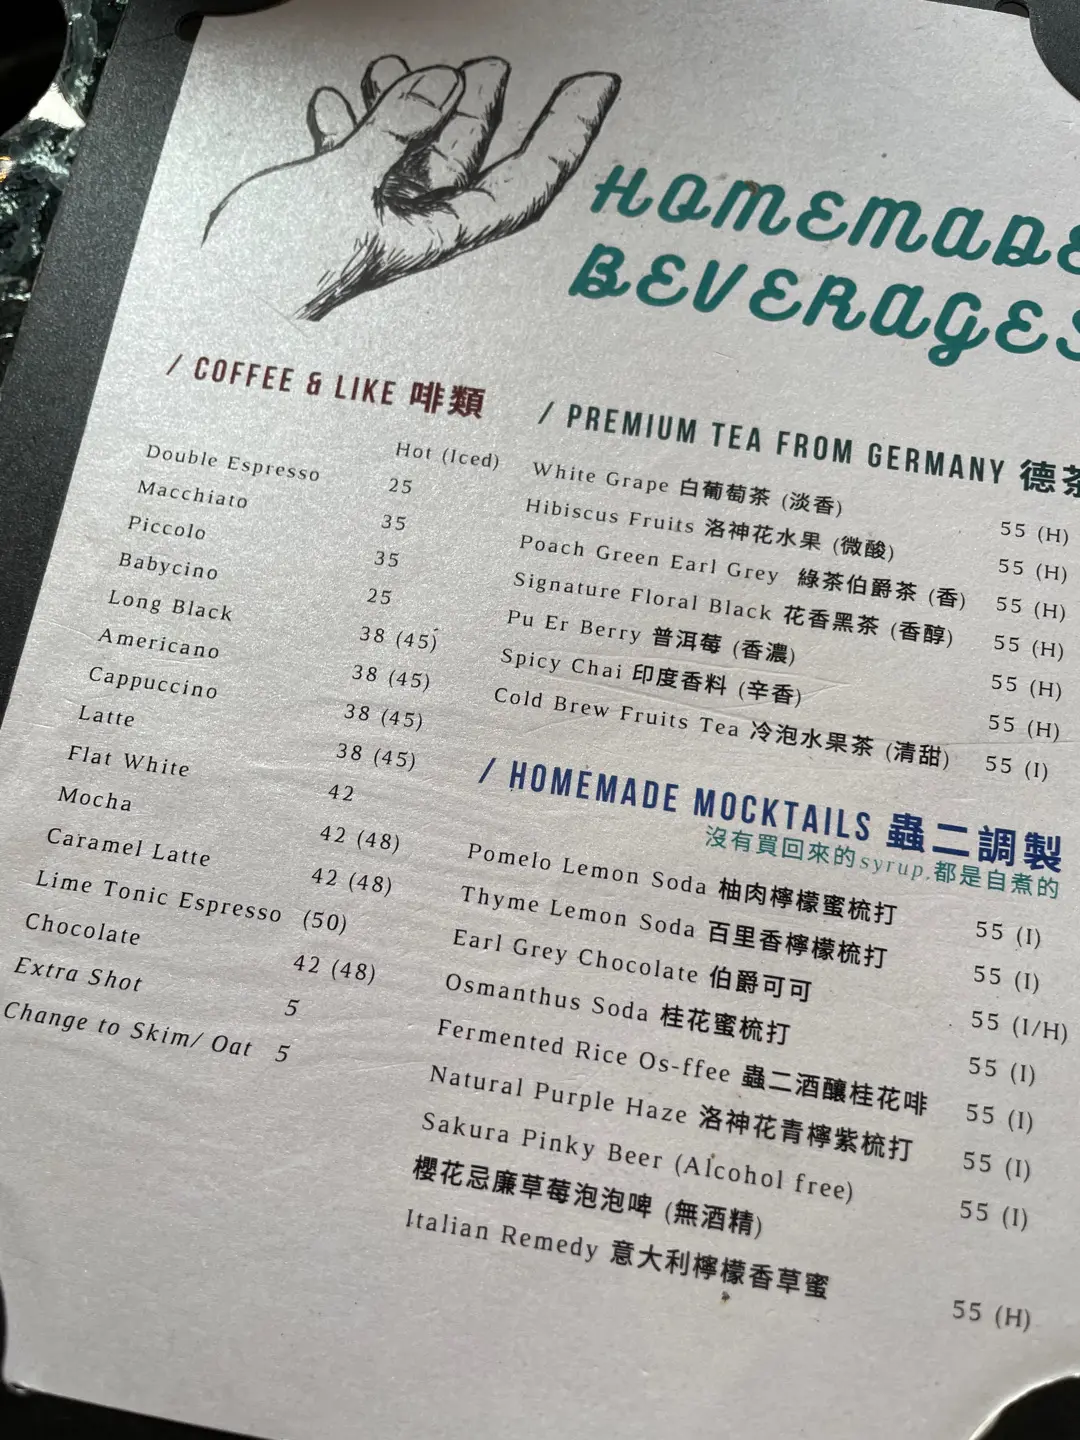 HOMEMADE
BEVERAGES
/ COFFEE & LIKE 啡類
Hot (Iced)
Double Espresso 25
Macchiato 35
Piccolo 35
Babycino 25
Long Black 38 (45)
Americano 38 (45)
Cappuccino 38 (45)
Latte 38 (45)
Flat White 42
Mocha 42 (48)
Caramel Latte 42 (48)
Lime Tonic Espresso (50)
Chocolate 42 (48)
Extra Shot 5
Change to Skim/ Oat 5
/ PREMIUM TEA FROM GERMANY 德茶
White Grape 白葡萄茶 (淡香) 55 (H)
Hibiscus Fruits 洛神花水果 (微酸) 55 (H)
Poach Green Earl Grey 綠茶伯爵茶 (香) 55 (H)
Signature Floral Black 花香黑茶 (香醇) 55 (H)
Pu Er Berry 普洱莓 (香濃) 55 (H)
Spicy Chai 印度香料 (辛香) 55 (H)
Cold Brew Fruits Tea 冷泡水果茶 (清甜) 55 (I)
/ HOMEMADE MOCKTAILS 蟲二調製
沒有買回來的syrup,都是自煮的
Pomelo Lemon Soda 柚肉檸檬蜜梳打 55 (I)
Thyme Lemon Soda 百里香檸檬梳打 55 (I)
Earl Grey Chocolate 伯爵可可 55 (I/H)
Osmanthus Soda 桂花蜜梳打 55 (I)
Fermented Rice Os-ffee 蟲二酒釀桂花啡 55 (I)
Natural Purple Haze 洛神花青檸紫梳打 55 (I)
Sakura Pinky Beer (Alcohol free) 55 (I)
櫻花忌廉草莓泡泡啤 (無酒精)
Italian Remedy 意大利檸檬香草蜜 55 (H)